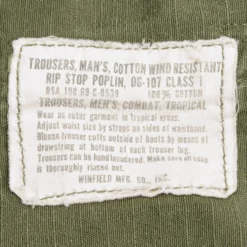 TROUSERS, MAN'S, COTTON WIND RESISTANT
RIP STOP POPLIN, OG-107 CLASS 1
DSA 100 69-C-0539 100% COTTON
TROUSERS, MEN'S, COMBAT, TROPICAL
Wear as outer garment in tropical areas.
Adjust waist size by straps on sides of waistband.
Blouse trouser cuffs outside of boots by means of
drawstring at bottom of each trouser leg.
Trousers can be hand laundered. Make sure all soap
is thoroughly rinsed out.
WINFIELD MFG. CO., INC.